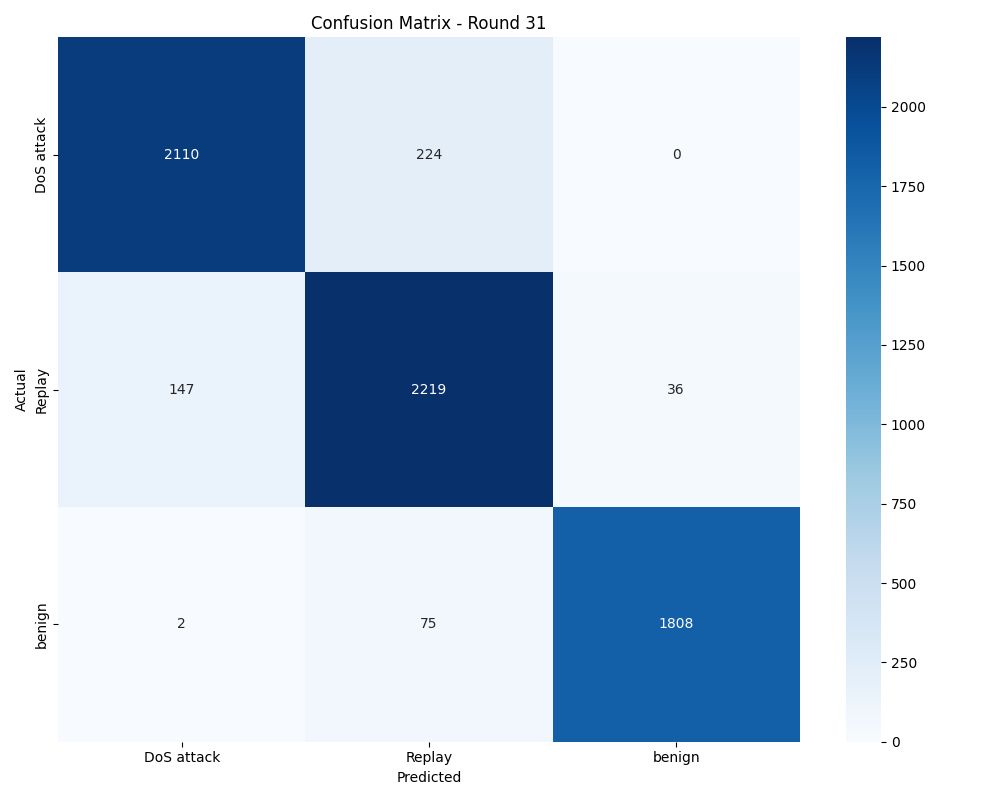 Confusion Matrix - Round 31
Actual
DoS attack
Replay
benign
2110 224 0
147 2219 36
2 75 1808
DoS attack Replay benign
Predicted
2000
1750
1500
1250
1000
750
500
250
0